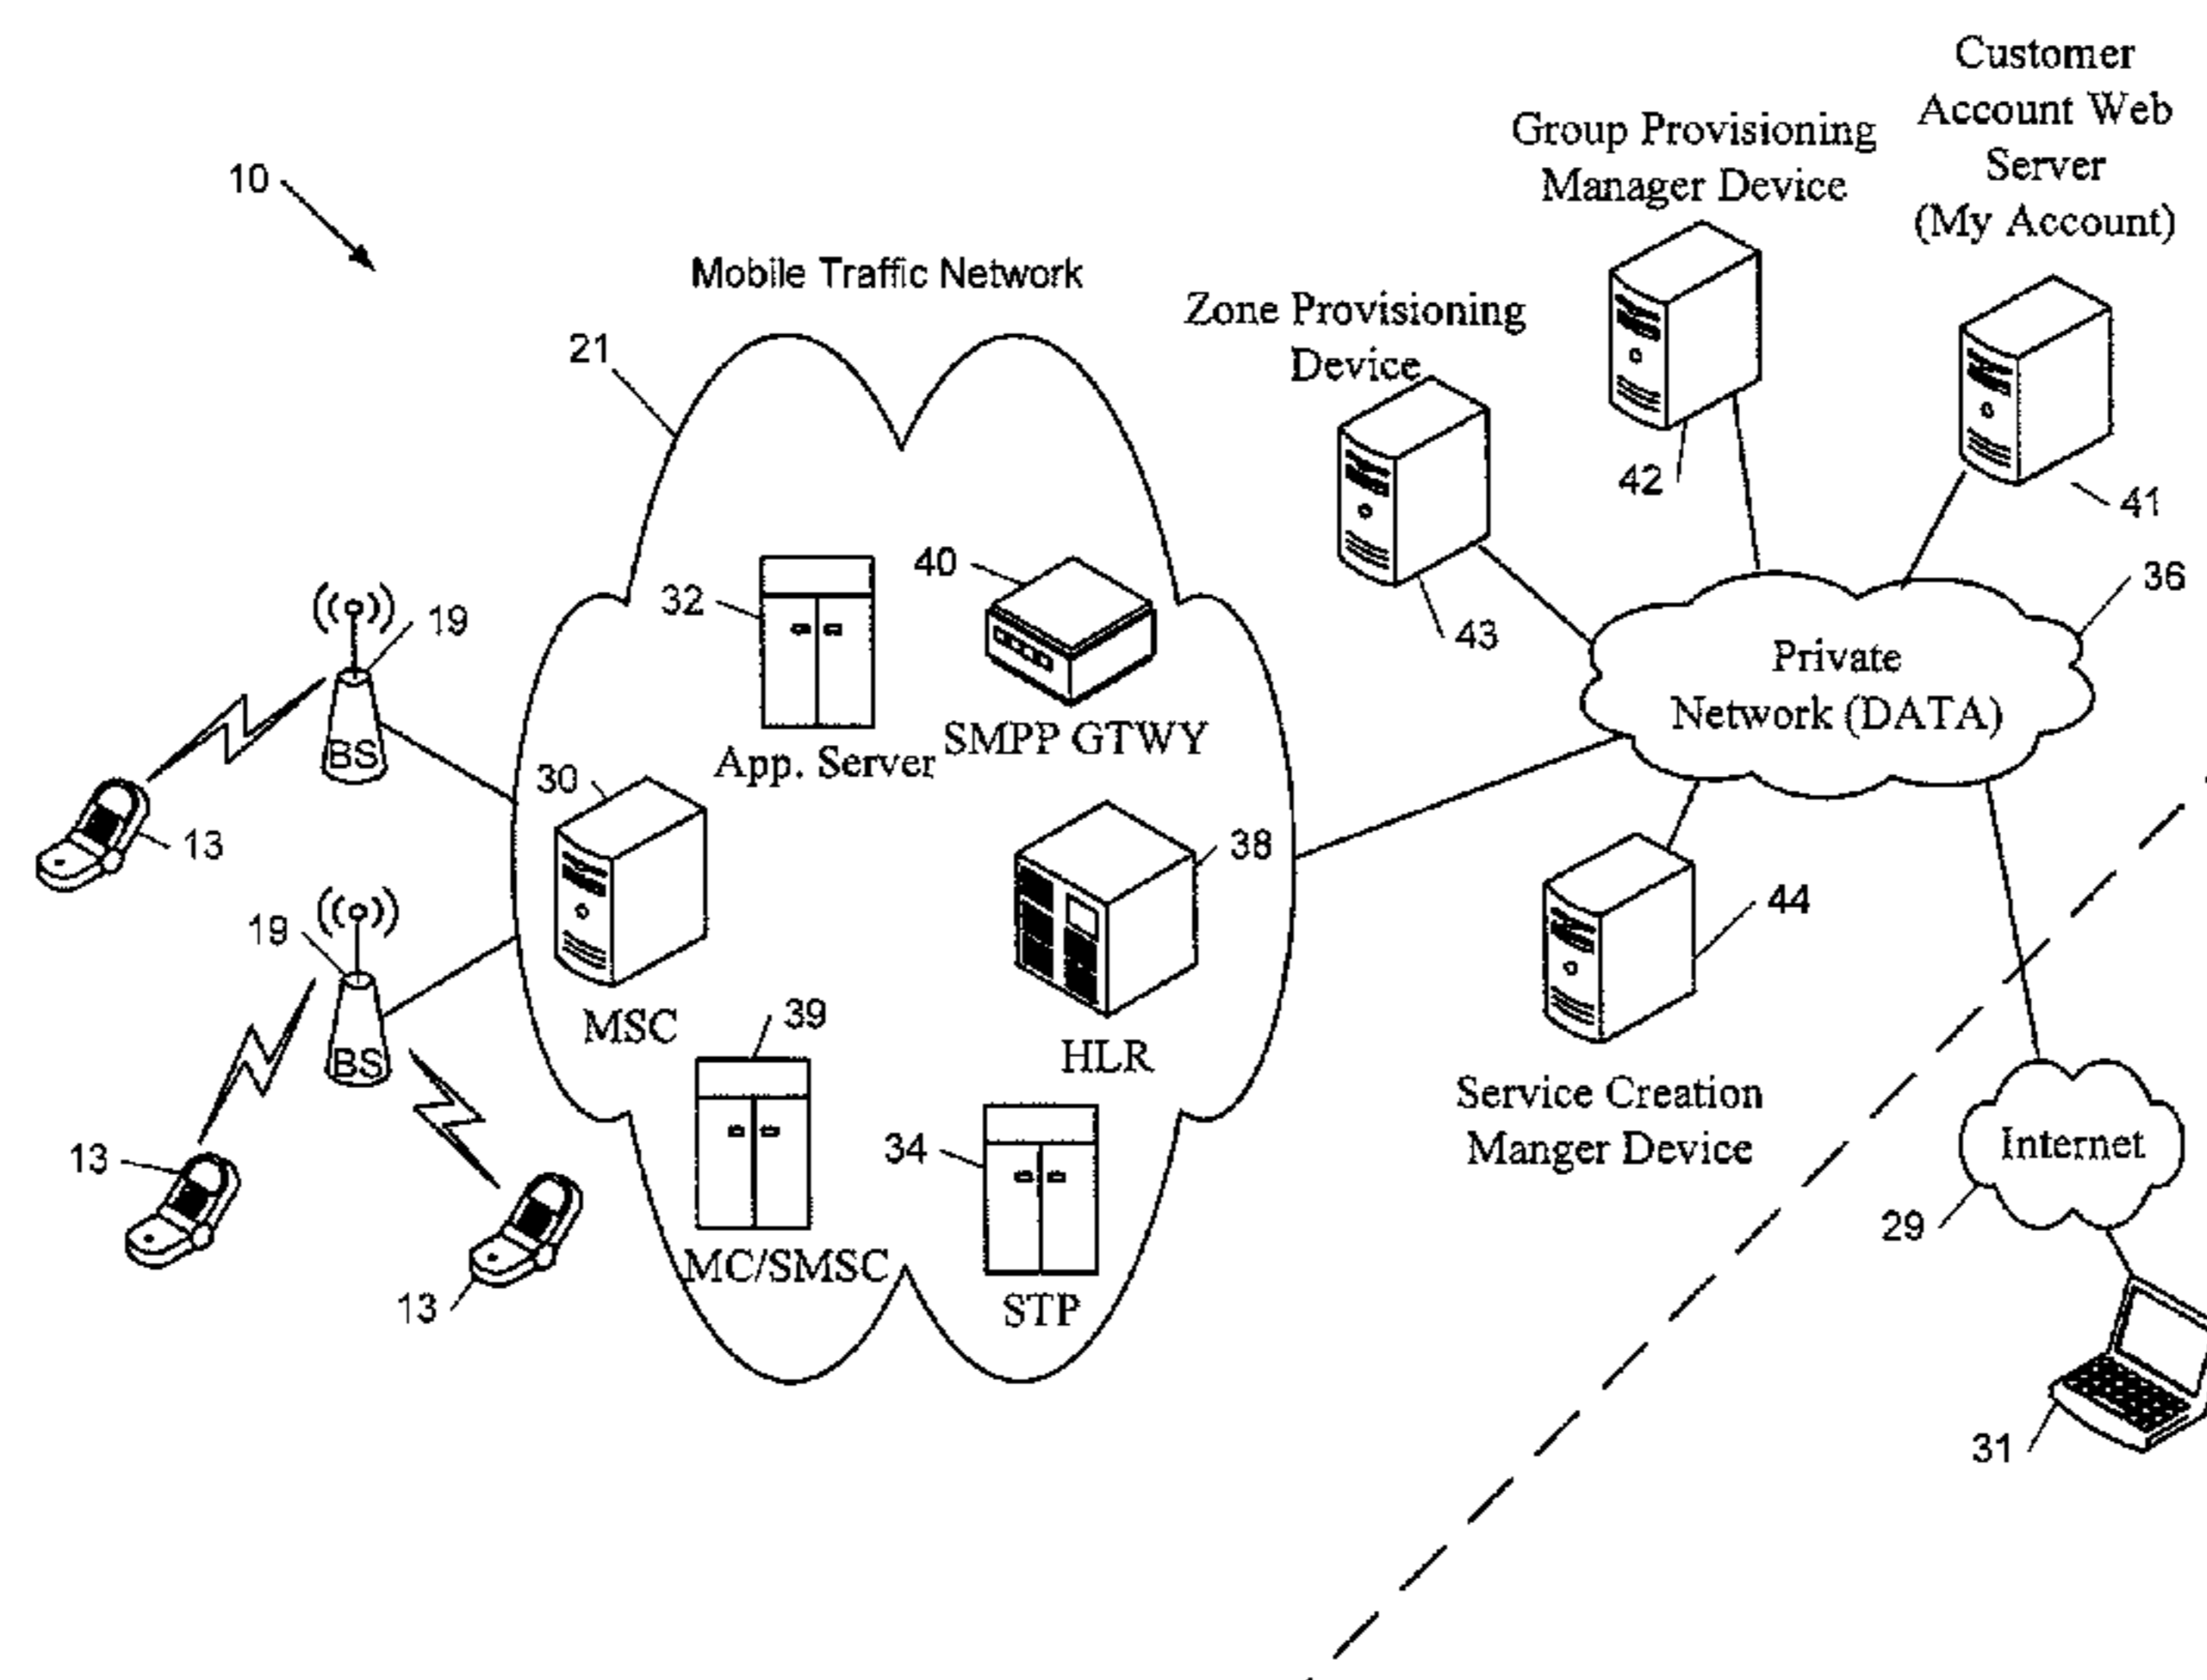 Customer
Account Web
Server
(My Account)
Group Provisioning
Manager Device
10
Mobile Traffic Network
Zone Provisioning
Device
21
42
41
40
36
32
19
43
Private
Network (DATA)
SMPP GTWY
App. Server
BS
30
13
38
44
19
39
MSC
HLR
BS
Service Creation
Manger Device
34
Internet
13
29
MC/SMSC
13
STP
31